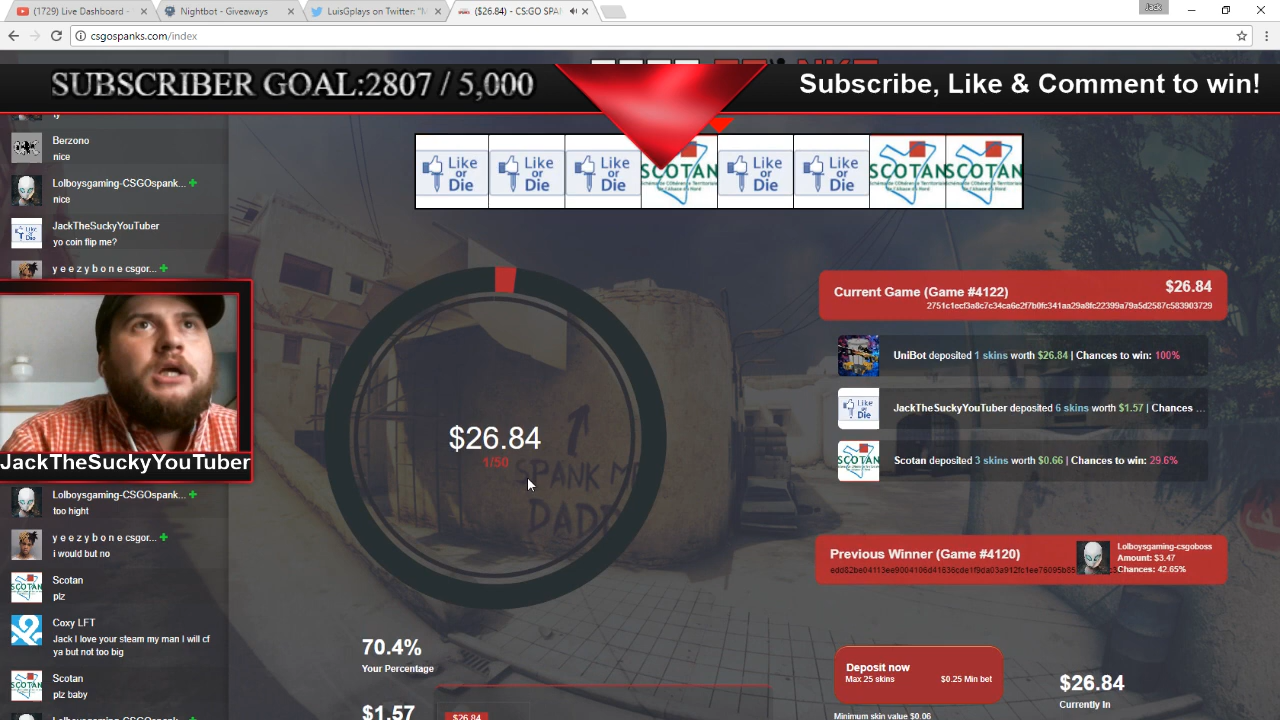 (1729) Live Dashboard -
Nightbot - Giveaways
LuisGplays on Twitter: "M
($26.84) - CS:GO SPAN
Jack
csgospanks.com/index
SUBSCRIBER GOAL:2807 / 5,000
Subscribe, Like & Comment to win!
Berzono
nice
Lolboysgaming-CSGOspank...
nice
JackTheSuckyYouTuber
yo coin flip me?
y e e z y b o n e csgor...
JackTheSuckyYouTuber
Lolboysgaming-CSGOspank...
too hight
y e e z y b o n e csgor...
i would but no
Scotan
plz
Coxy LFT
Jack I love your steam my man I will cf
ya but not too big
Scotan
plz baby
Like or Die
Like or Die
Like or Die
SCOTAN
Like or Die
Like or Die
SCOTAN
SCOTAN
$26.84
1/50
SPANK ME
DADD
70.4%
Your Percentage
$1.57
$26.84
Current Game (Game #4122)
$26.84
UniBot deposited 1 skins worth $26.84 | Chances to win: 100%
JackTheSuckyYouTuber deposited 6 skins worth $1.57 | Chances ...
Scotan deposited 3 skins worth $0.66 | Chances to win: 29.6%
Previous Winner (Game #4120)
Lolboysgaming-csgoboss
Amount: $3.47
Chances: 42.65%
Deposit now
Max 25 skins
$0.25 Min bet
Minimum skin value $0.06
$26.84
Currently In